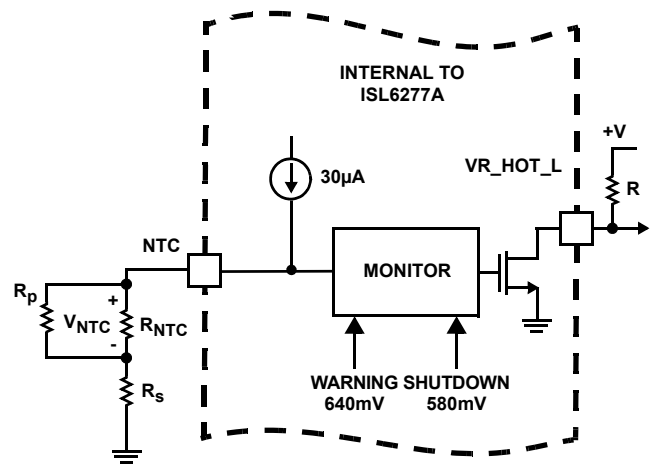 INTERNAL TO
ISL6277A
+V
VR_HOT_L
R
30µA
NTC
MONITOR
Rp
+
VNTC
RNTC
-
Rs
WARNING SHUTDOWN
640mV 580mV